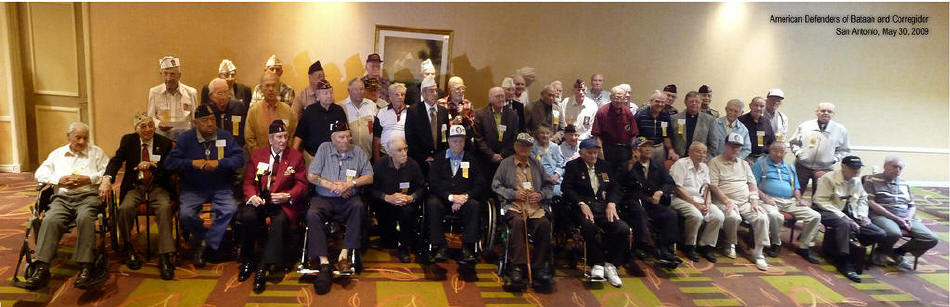 American Defenders of Bataan and Corregidor
San Antonio, May 30, 2009